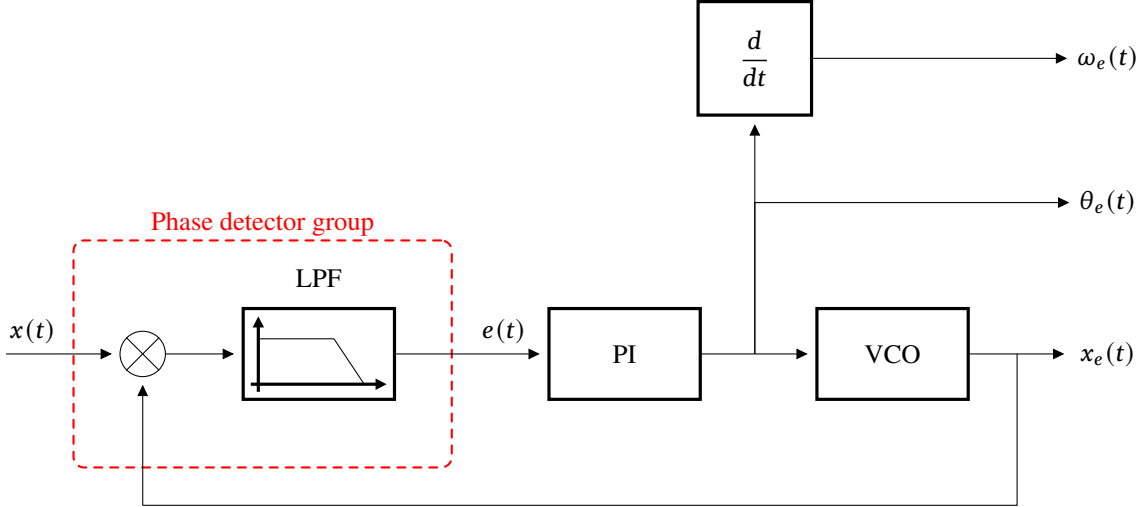 d
dt
ω_e(t)
θ_e(t)
Phase detector group
LPF
x(t)
e(t)
PI
VCO
x_e(t)